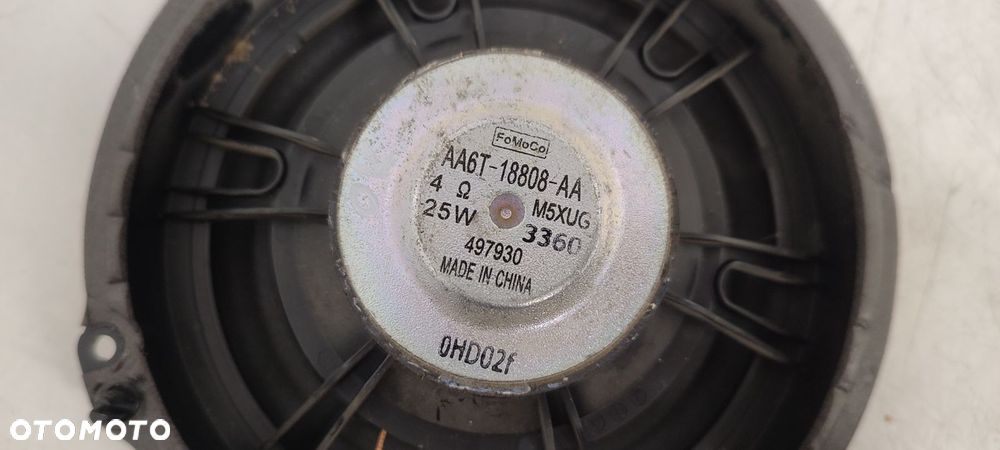 FoMoCo
AA6T-18808-AA
4 Ω M5XUG
25W 3360
497930
MADE IN CHINA
0HD02f
OTOMOTO